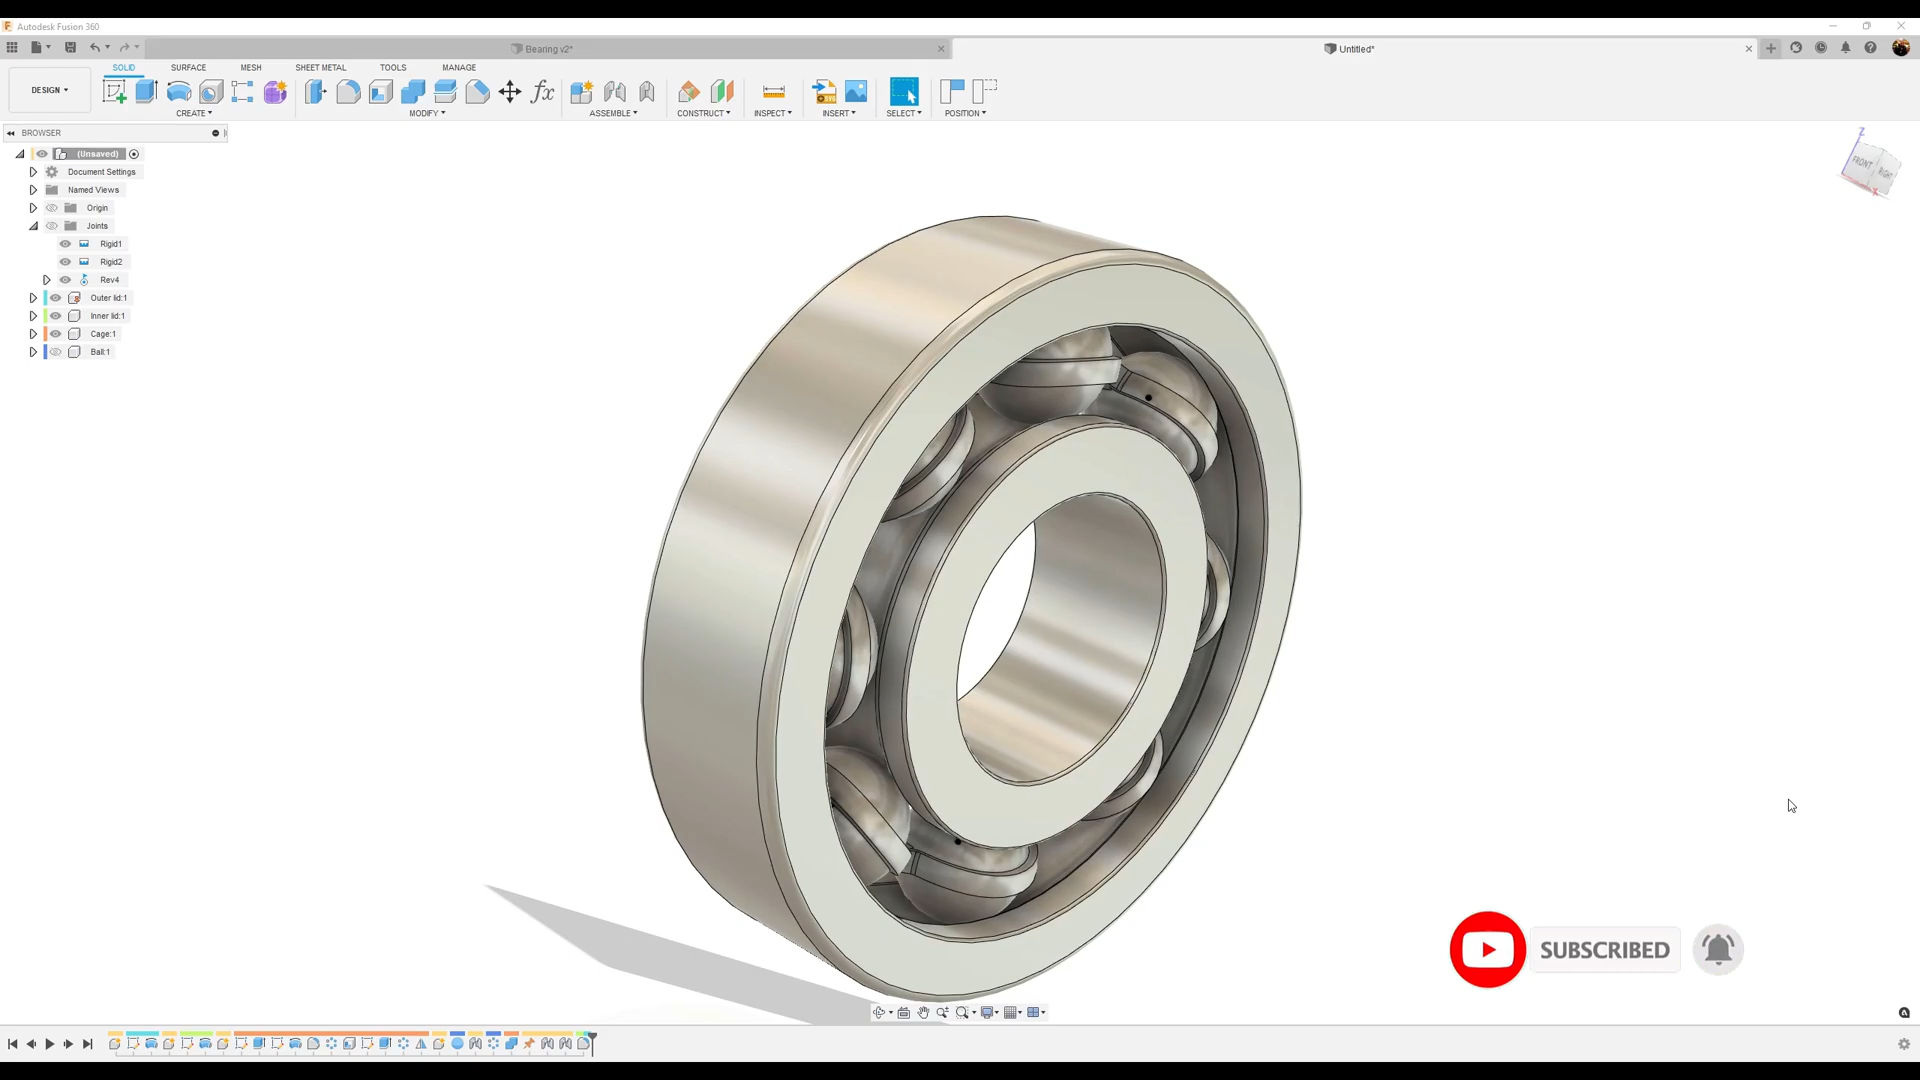 Autodesk Fusion 360
Bearing v2*
Untitled*
SOLID SURFACE MESH SHEET METAL TOOLS MANAGE
DESIGN
CREATE MODIFY ASSEMBLE CONSTRUCT INSPECT INSERT SELECT POSITION
BROWSER
(Unsaved)
Document Settings
Named Views
Origin
Joints
Rigid1
Rigid2
Rev4
Outer lid:1
Inner lid:1
Cage:1
Ball:1
Z
FRONT RIGHT
X
SUBSCRIBED